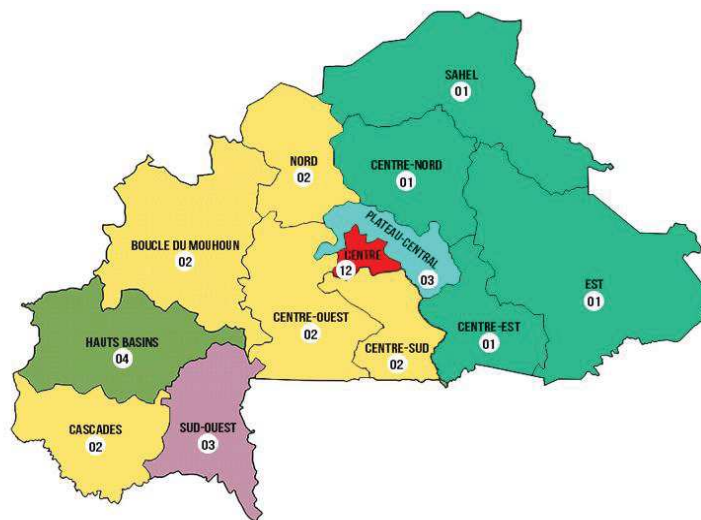 SAHEL
01
NORD
02
CENTRE-NORD
01
BOUCLE DU MOUHOUN
02
PLATEAU-CENTRAL
03
CENTRE
12
EST
01
CENTRE-OUEST
02
CENTRE-EST
01
HAUTS BASINS
04
CENTRE-SUD
02
CASCADES
02
SUD-OUEST
03